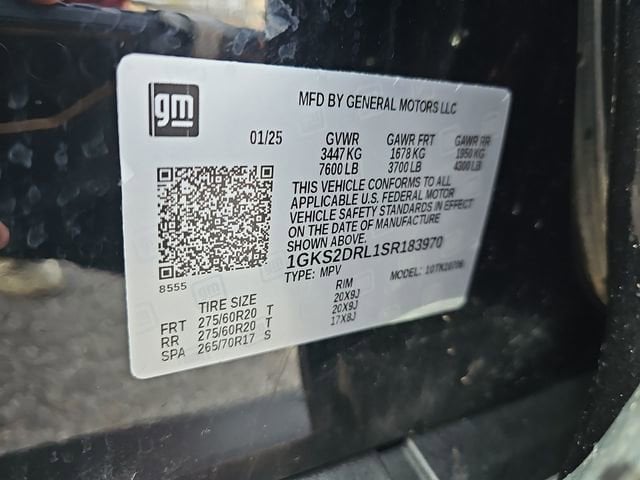 gm
MFD BY GENERAL MOTORS LLC
01/25 GVWR GAWR FRT GAWR RR
3447 KG 1678 KG 1950 KG
7600 LB 3700 LB 4300 LB
THIS VEHICLE CONFORMS TO ALL
APPLICABLE U.S. FEDERAL MOTOR
VEHICLE SAFETY STANDARDS IN EFFECT
ON THE DATE OF MANUFACTURE
SHOWN ABOVE.
1GKS2DRL1SR183970
8555
TYPE: MPV MODEL: 10TK10706
TIRE SIZE RIM
FRT 275/60R20 T 20X9J
RR 275/60R20 T 20X9J
SPA 265/70R17 S 17X8J